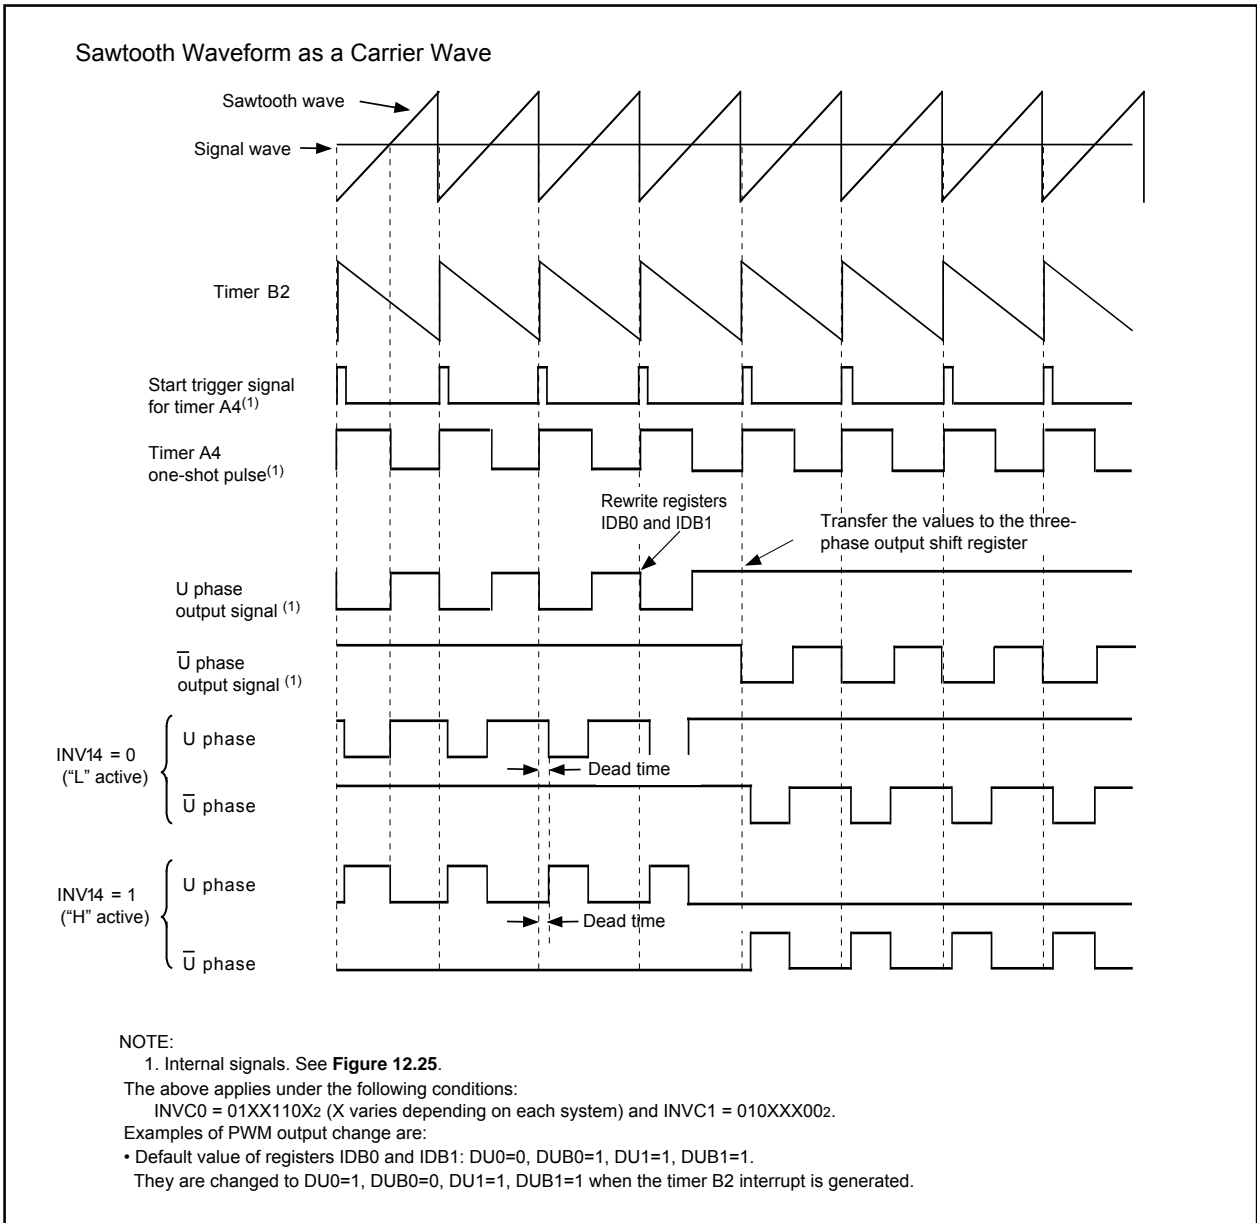 Sawtooth Waveform as a Carrier Wave
Sawtooth wave
Signal wave
Timer B2
Start trigger signal
for timer A4(1)
Timer A4
one-shot pulse(1)
Rewrite registers
IDB0 and IDB1
Transfer the values to the three-
phase output shift register
U phase
output signal (1)
U̅ phase
output signal (1)
INV14 = 0
("L" active)
U phase
Dead time
U̅ phase
INV14 = 1
("H" active)
U phase
Dead time
U̅ phase
NOTE:
1. Internal signals. See Figure 12.25.
The above applies under the following conditions:
INVC0 = 01XX110X2 (X varies depending on each system) and INVC1 = 010XXX002.
Examples of PWM output change are:
• Default value of registers IDB0 and IDB1: DU0=0, DUB0=1, DU1=1, DUB1=1.
They are changed to DU0=1, DUB0=0, DU1=1, DUB1=1 when the timer B2 interrupt is generated.